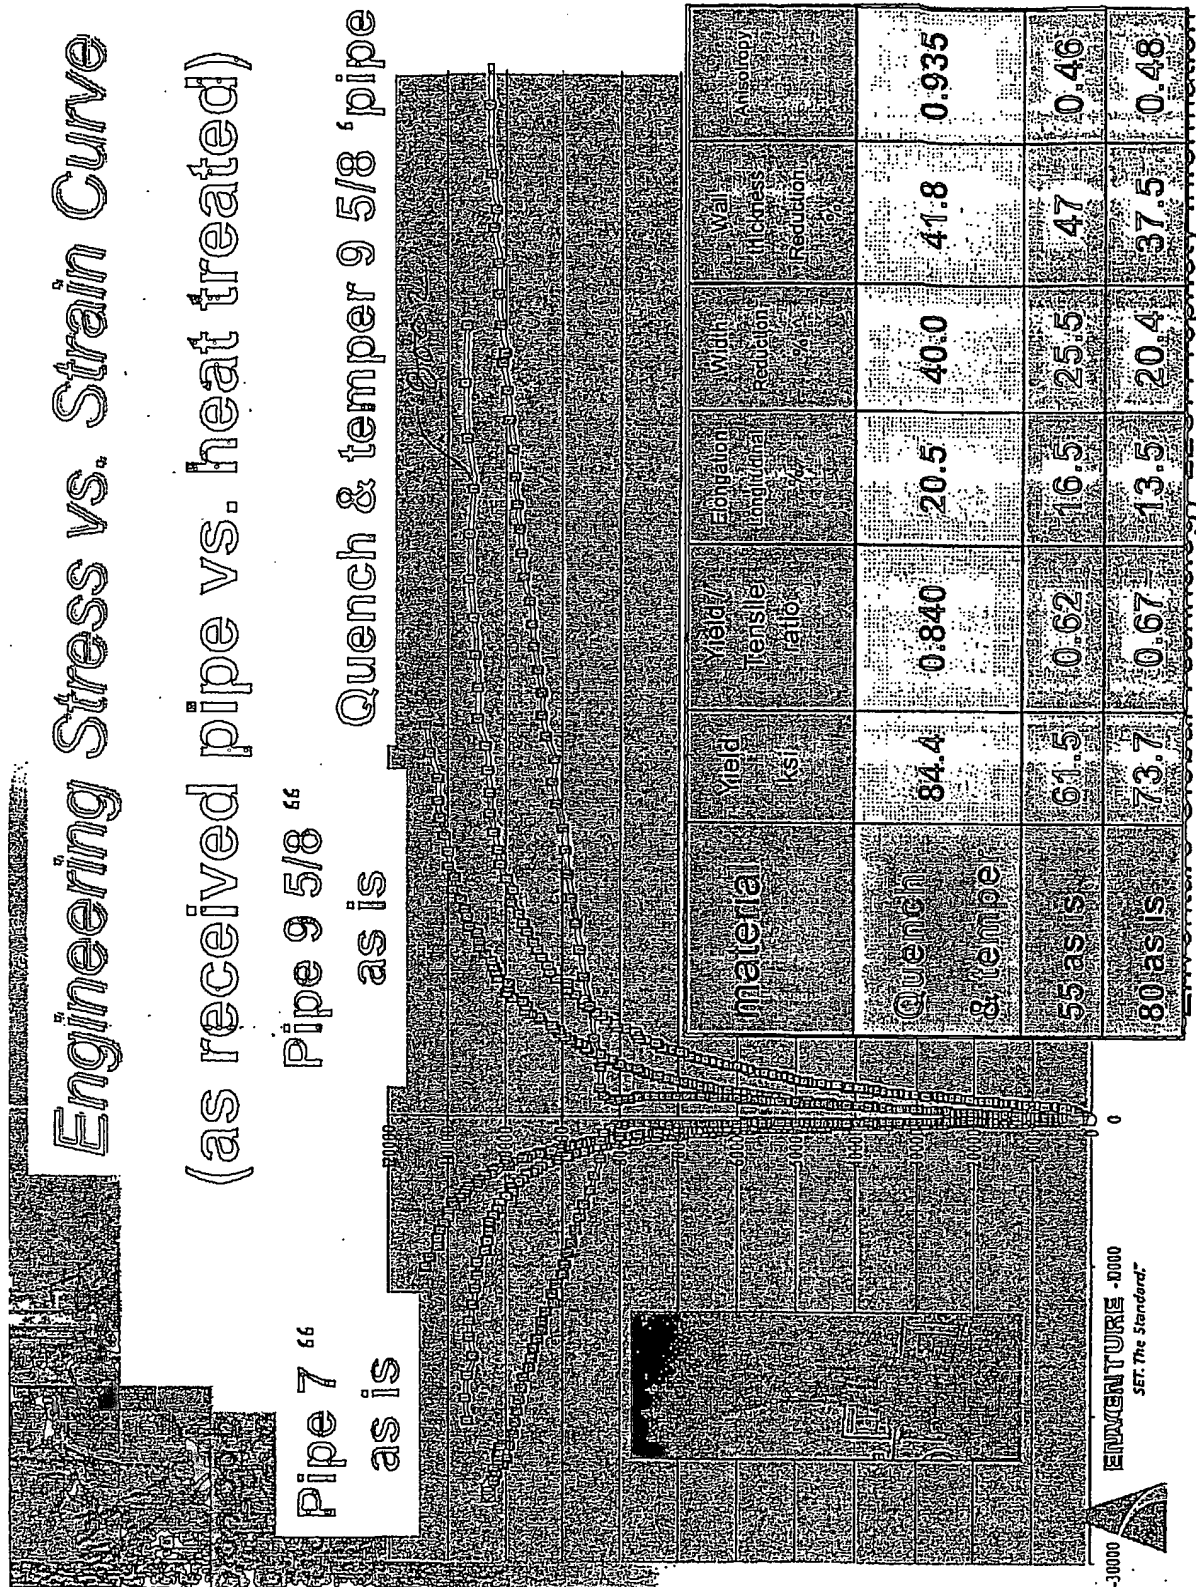 Engineering Stress vs. Strain Curve
(as received pipe vs. heat treated)
Pipe 7 “
as is
Pipe 9 5/8 “
as is
Quench & temper 9 5/8 ‘pipe
material Yield ksi Yield / Tensile ratio Elongation longitudinal % Width Reduction % Wall thickness Reduction % Anisotropy
Quench & temper 84.4 0.840 20.5 40.0 41.8 0.935
55 as is 61.5 0.62 16.5 25.5 47 0.46
80 as is 73.7 0.67 13.5 20.4 37.5 0.48
-30000
-10000
0
ENVENTURE
SET. The Standard.™